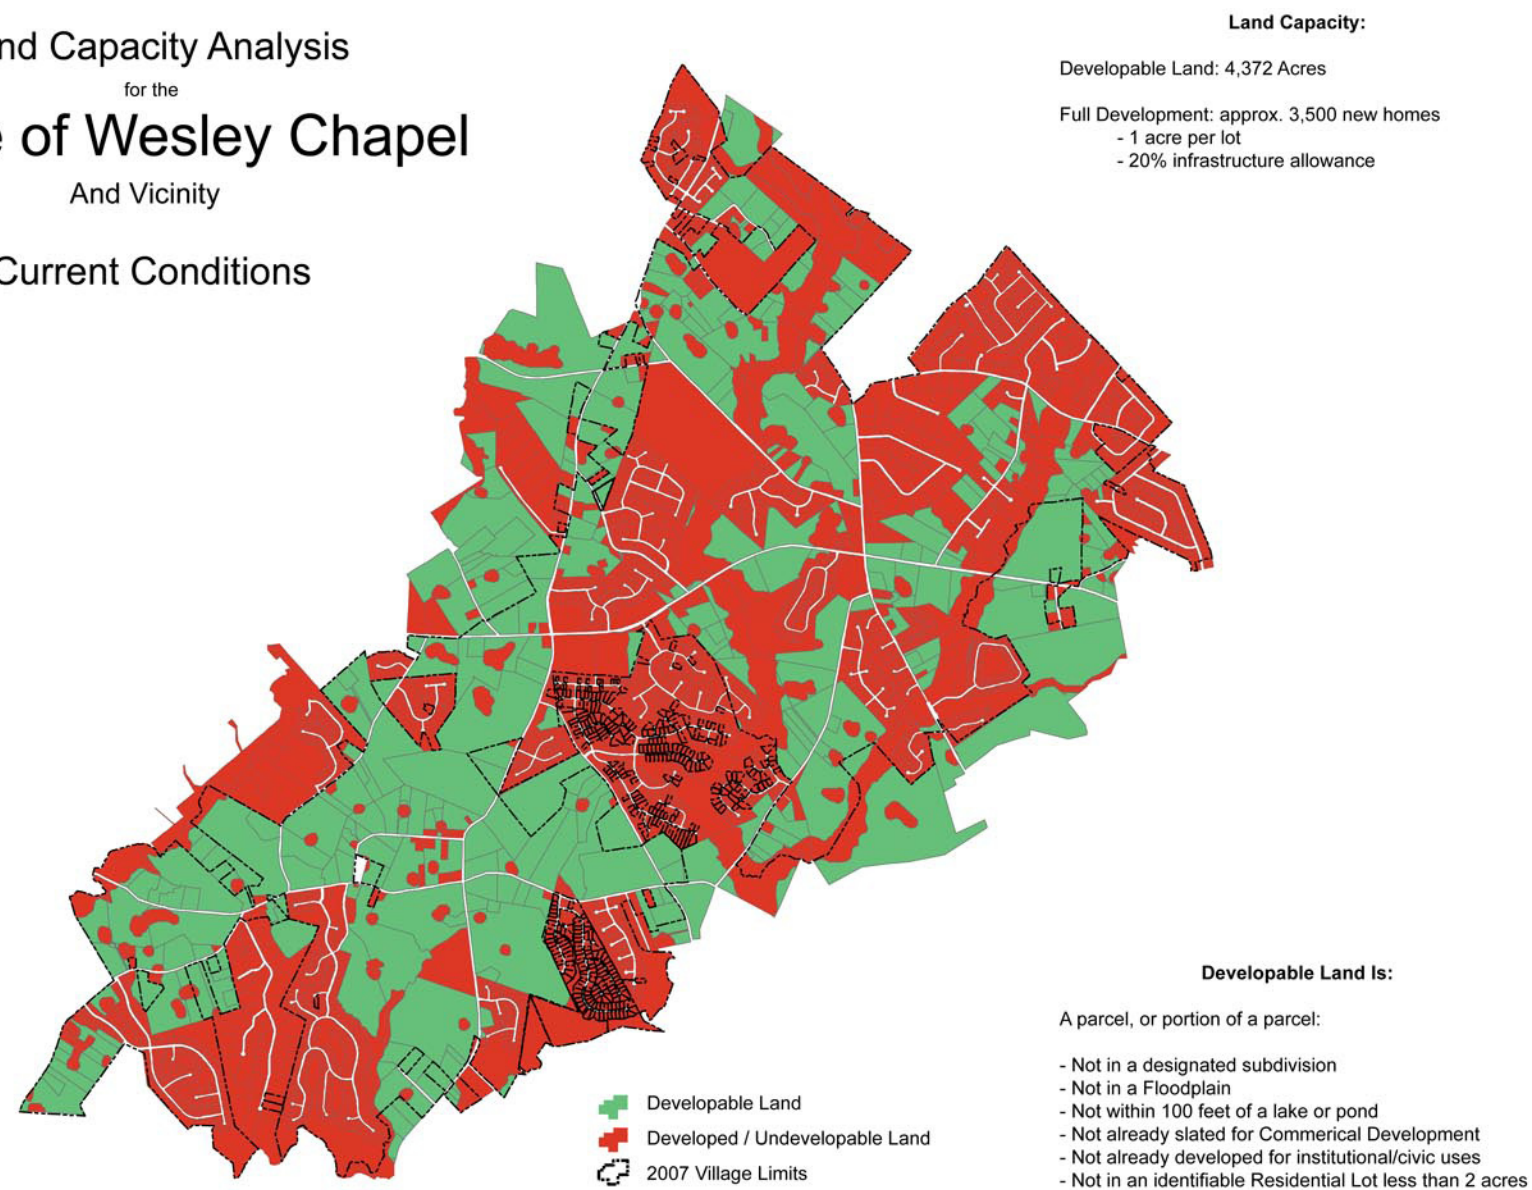 nd Capacity Analysis
for the
e of Wesley Chapel
And Vicinity
Current Conditions
Land Capacity:
Developable Land: 4,372 Acres
Full Development: approx. 3,500 new homes
- 1 acre per lot
- 20% infrastructure allowance
Developable Land
Developed / Undevelopable Land
2007 Village Limits
Developable Land Is:
A parcel, or portion of a parcel:
- Not in a designated subdivision
- Not in a Floodplain
- Not within 100 feet of a lake or pond
- Not already slated for Commerical Development
- Not already developed for institutional/civic uses
- Not in an identifiable Residential Lot less than 2 acres